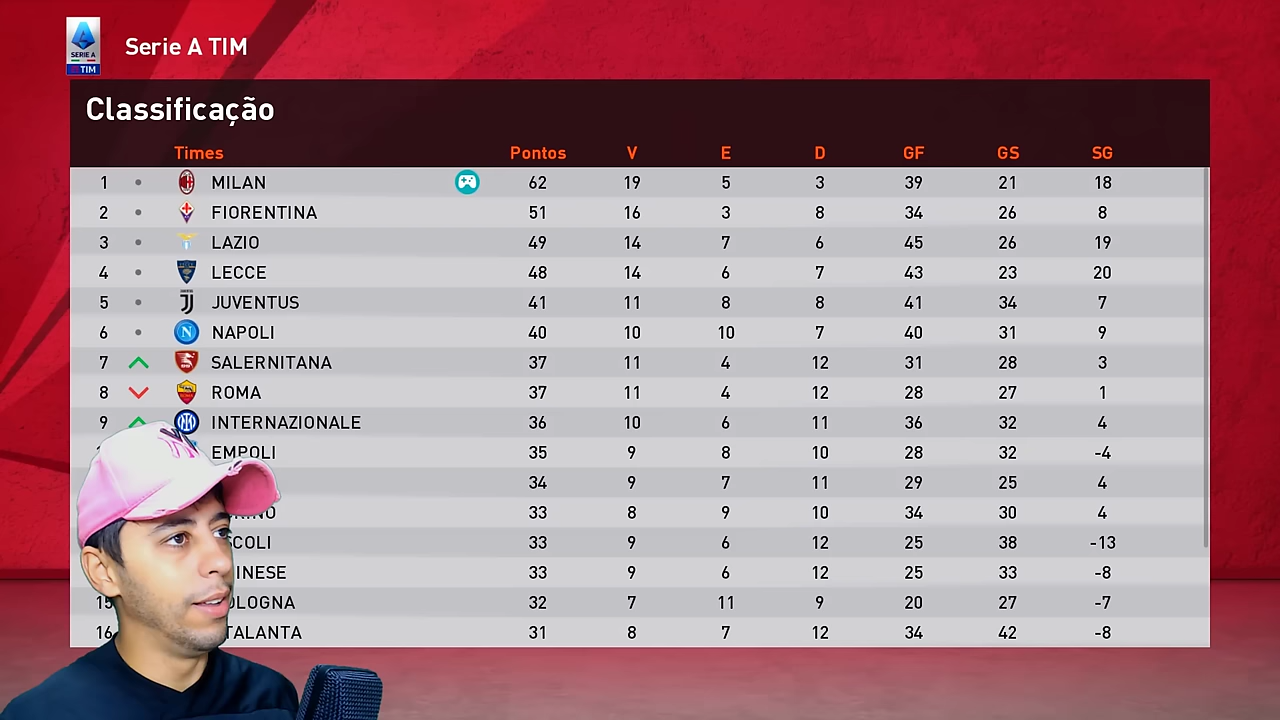 Serie A TIM
SERIE A
TIM
Classificação
Times Pontos V E D GF GS SG
1 MILAN 62 19 5 3 39 21 18
2 FIORENTINA 51 16 3 8 34 26 8
3 LAZIO 49 14 7 6 45 26 19
4 LECCE 48 14 6 7 43 23 20
5 JUVENTUS 41 11 8 8 41 34 7
6 NAPOLI 40 10 10 7 40 31 9
7 SALERNITANA 37 11 4 12 31 28 3
8 ROMA 37 11 4 12 28 27 1
9 INTERNAZIONALE 36 10 6 11 36 32 4
EMPOLI 35 9 8 10 28 32 -4
34 9 7 11 29 25 4
33 8 9 10 34 30 4
33 9 6 12 25 38 -13
33 9 6 12 25 33 -8
15 32 7 11 9 20 27 -7
16 31 8 7 12 34 42 -8